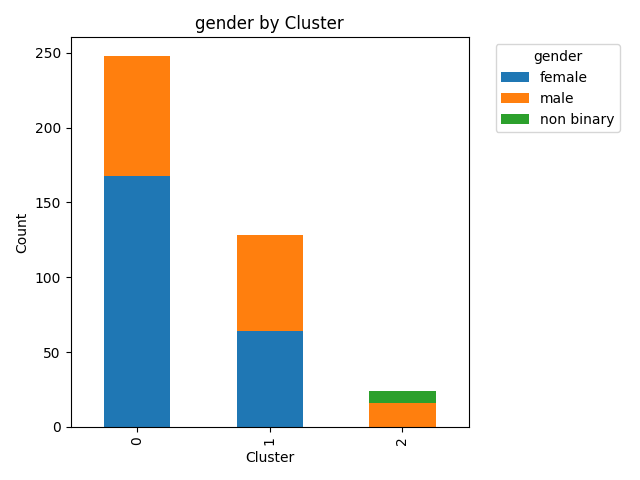 gender by Cluster
gender
female
male
non binary
250
200
150
100
50
0
Count
0
1
2
Cluster